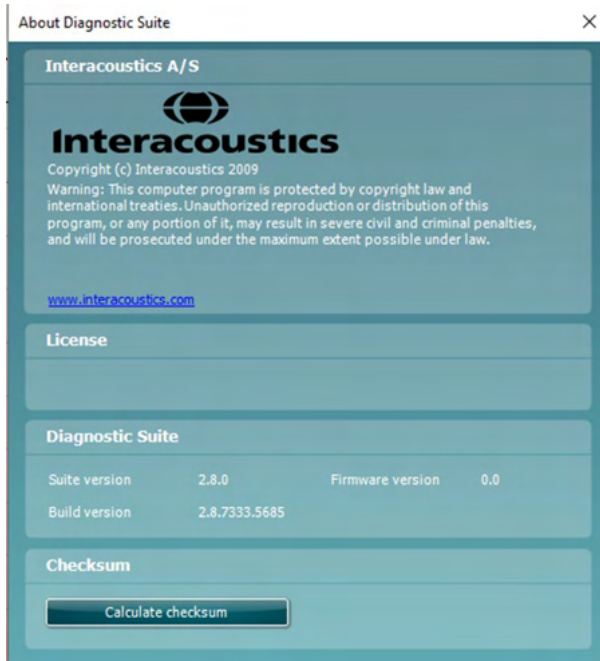 About Diagnostic Suite
Interacoustics A/S
Interacoustics
Copyright (c) Interacoustics 2009
Warning: This computer program is protected by copyright law and
international treaties. Unauthorized reproduction or distribution of this
program, or any portion of it, may result in severe civil and criminal penalties,
and will be prosecuted under the maximum extent possible under law.
www.interacoustics.com
License
Diagnostic Suite
Suite version 2.8.0 Firmware version 0.0
Build version 2.8.7333.5685
Checksum
Calculate checksum